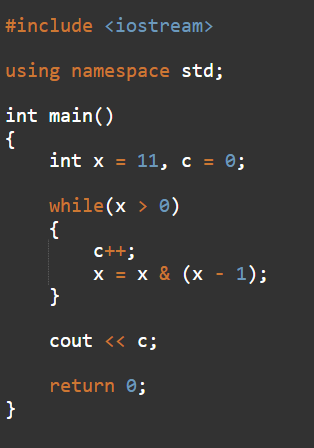 #include <iostream>
using namespace std;
int main()
{
int x = 11, c = 0;
while(x > 0)
{
c++;
x = x & (x - 1);
}
cout << c;
return 0;
}